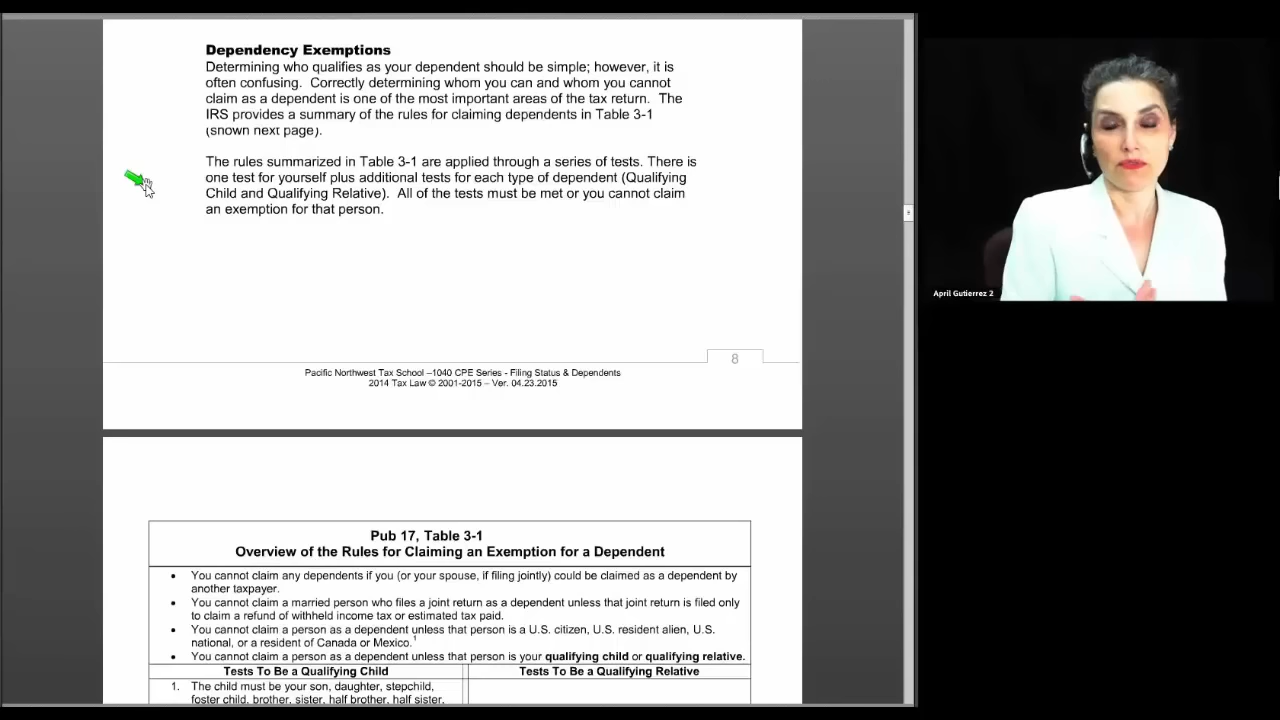 Dependency Exemptions
Determining who qualifies as your dependent should be simple; however, it is
often confusing.  Correctly determining whom you can and whom you cannot
claim as a dependent is one of the most important areas of the tax return.  The
IRS provides a summary of the rules for claiming dependents in Table 3-1
(shown next page).
The rules summarized in Table 3-1 are applied through a series of tests. There is
one test for yourself plus additional tests for each type of dependent (Qualifying
Child and Qualifying Relative).  All of the tests must be met or you cannot claim
an exemption for that person.
8
Pacific Northwest Tax School –1040 CPE Series - Filing Status & Dependents
2014 Tax Law © 2001-2015 – Ver. 04.23.2015
Pub 17, Table 3-1
Overview of the Rules for Claiming an Exemption for a Dependent
• You cannot claim any dependents if you (or your spouse, if filing jointly) could be claimed as a dependent by
another taxpayer.
• You cannot claim a married person who files a joint return as a dependent unless that joint return is filed only
to claim a refund of withheld income tax or estimated tax paid.
• You cannot claim a person as a dependent unless that person is a U.S. citizen, U.S. resident alien, U.S.
national, or a resident of Canada or Mexico.¹
• You cannot claim a person as a dependent unless that person is your qualifying child or qualifying relative.
Tests To Be a Qualifying Child
Tests To Be a Qualifying Relative
1. The child must be your son, daughter, stepchild,
foster child, brother, sister, half brother, half sister,
April Gutierrez 2